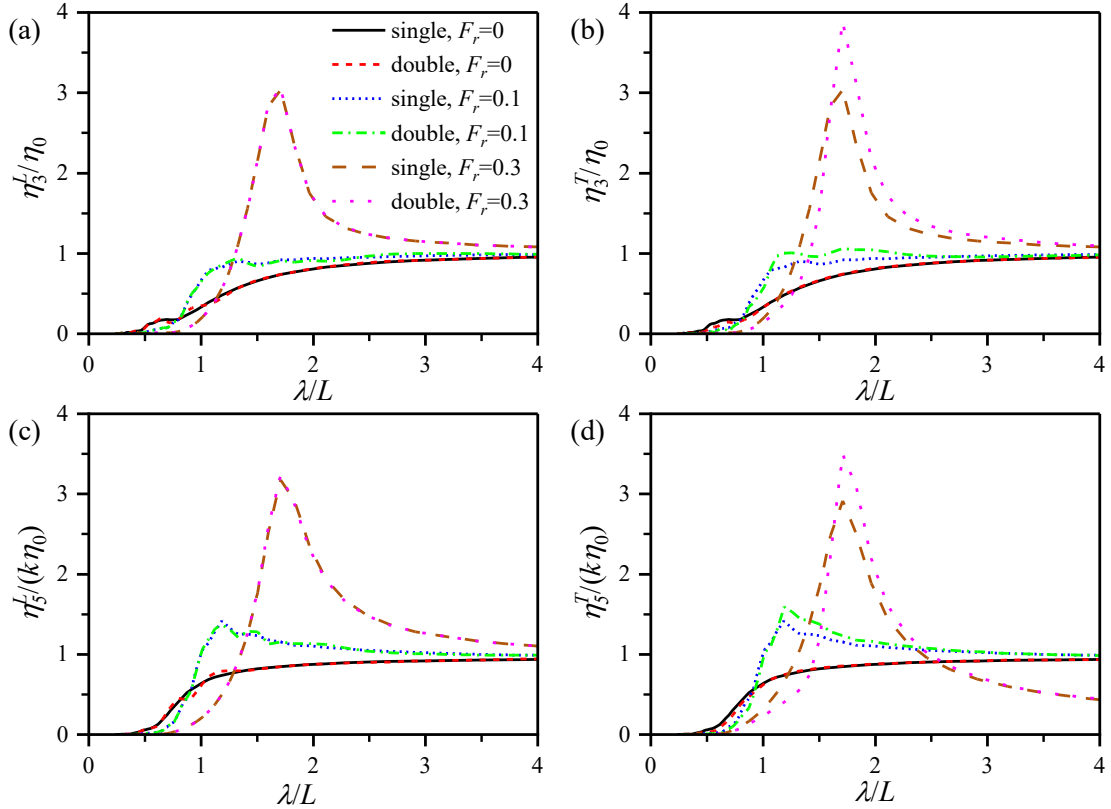 (a)
4
3
2
1
0
0 1 2 3 4
η₃ᴸ/η₀
λ/L
single, Fᵣ=0
double, Fᵣ=0
single, Fᵣ=0.1
double, Fᵣ=0.1
single, Fᵣ=0.3
double, Fᵣ=0.3
(b)
4
3
2
1
0
0 1 2 3 4
η₃ᵀ/η₀
λ/L
(c)
4
3
2
1
0
0 1 2 3 4
η₅ᴸ/(kη₀)
λ/L
(d)
4
3
2
1
0
0 1 2 3 4
η₅ᵀ/(kη₀)
λ/L